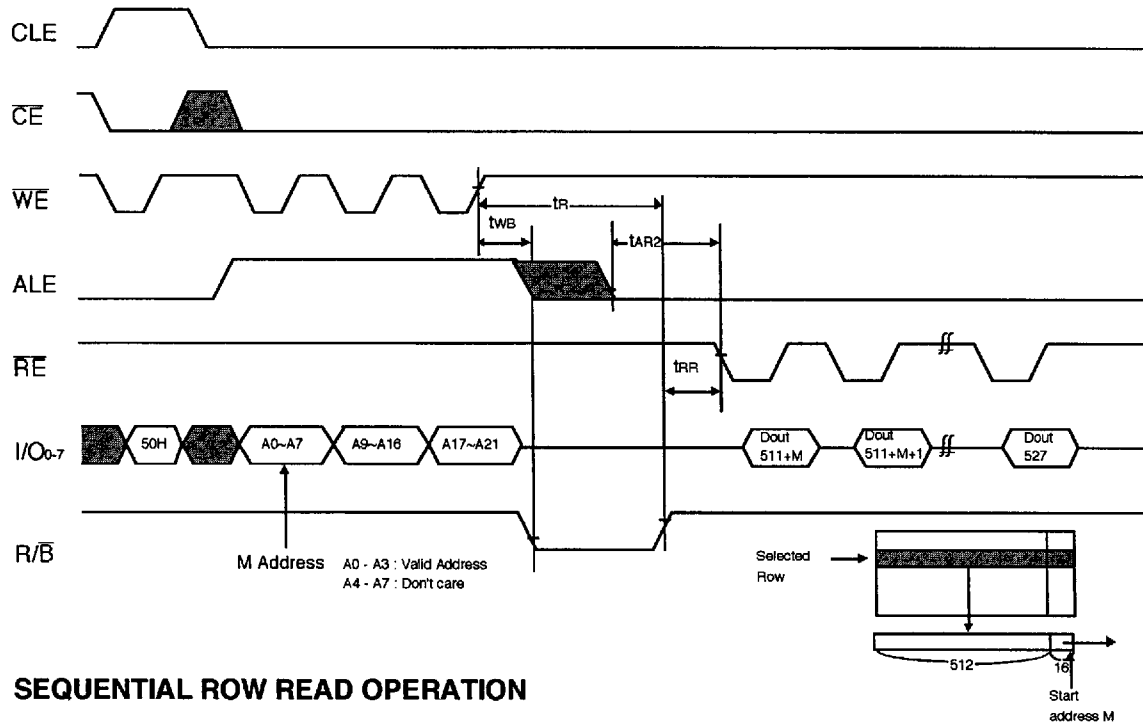 CLE
CE
WE
tR
tWB
tAR2
ALE
RE
tRR
I/O0-7
50H
A0~A7
A9~A16
A17~A21
Dout
511+M
Dout
511+M+1
Dout
527
R/B
M Address
A0 - A3 : Valid Address
A4 - A7 : Don't care
Selected
Row
512
16
Start
address M
SEQUENTIAL ROW READ OPERATION